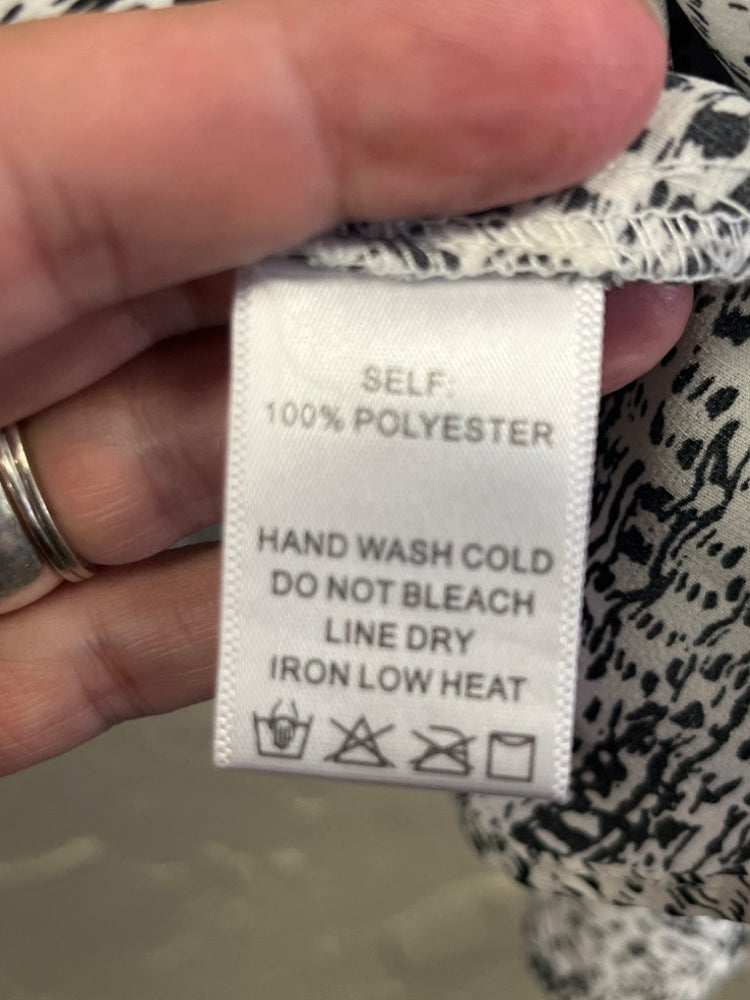 SELF:
100% POLYESTER
HAND WASH COLD
DO NOT BLEACH
LINE DRY
IRON LOW HEAT